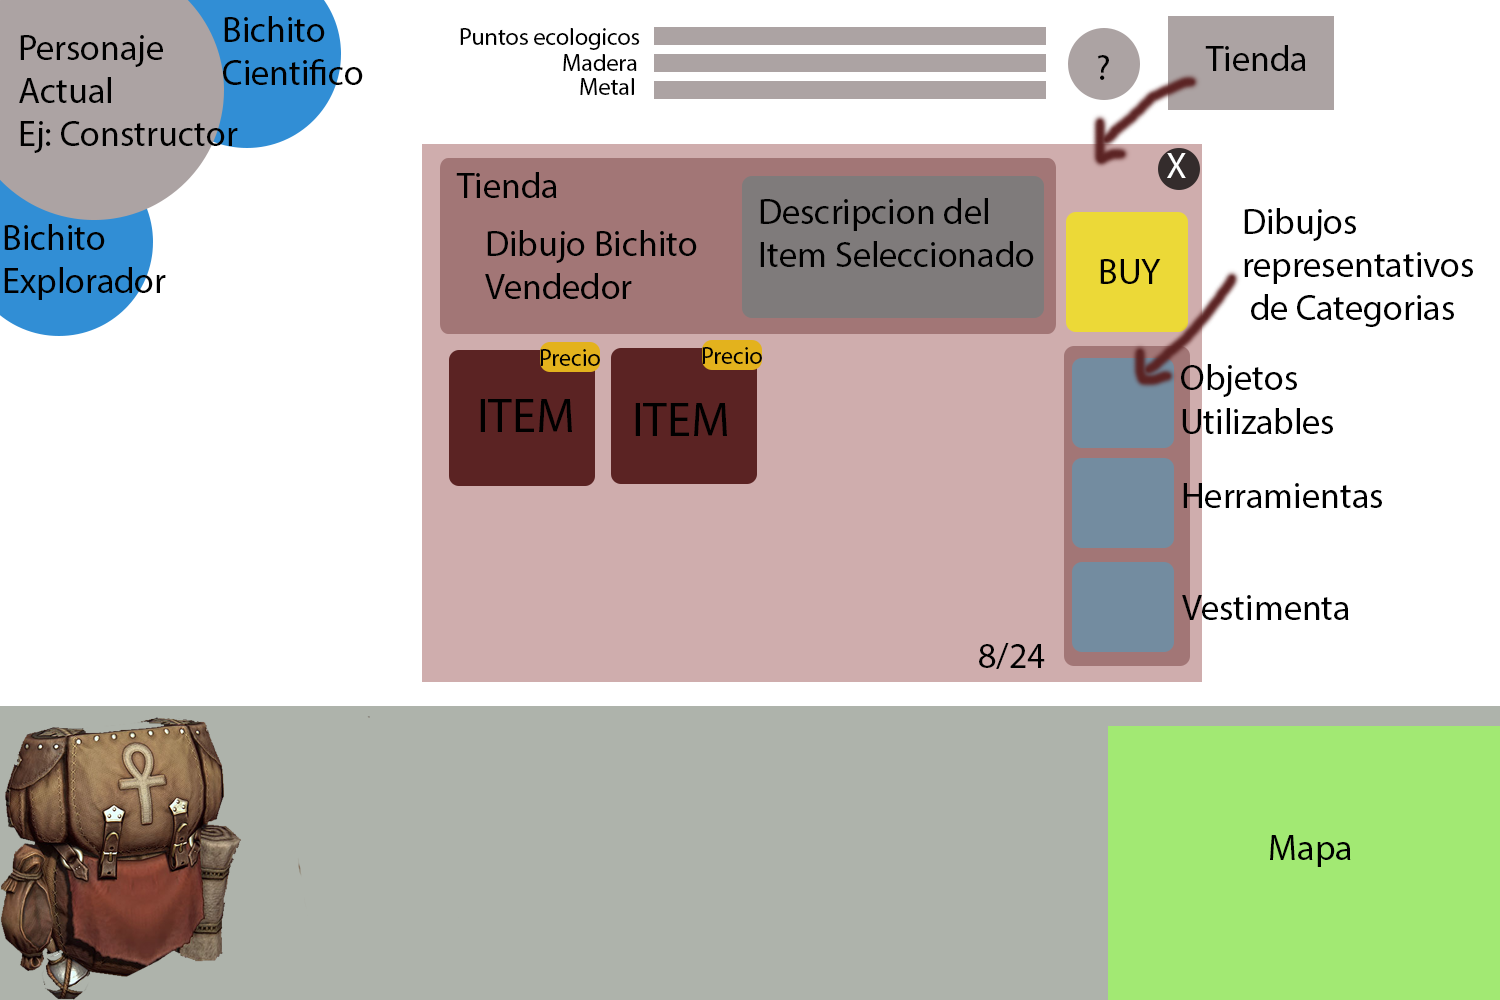 Personaje
Actual
Ej: Constructor
Bichito
Cientifico
Bichito
Explorador
Puntos ecologicos
Madera
Metal
?
Tienda
X
Tienda
Dibujo Bichito
Vendedor
Descripcion del
Item Seleccionado
BUY
Dibujos
representativos
de Categorias
Precio
ITEM
Precio
ITEM
Objetos
Utilizables
Herramientas
Vestimenta
8/24
Mapa